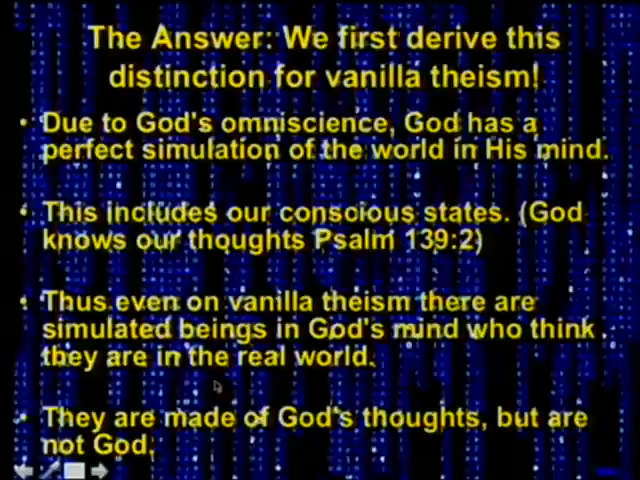 The Answer: We first derive this
distinction for vanilla theism!
• Due to God's omniscience, God has a
perfect simulation of the world in His mind.
• This includes our conscious states. (God
knows our thoughts Psalm 139:2)
• Thus even on vanilla theism there are
simulated beings in God's mind who think
they are in the real world.
• They are made of God's thoughts, but are
not God.